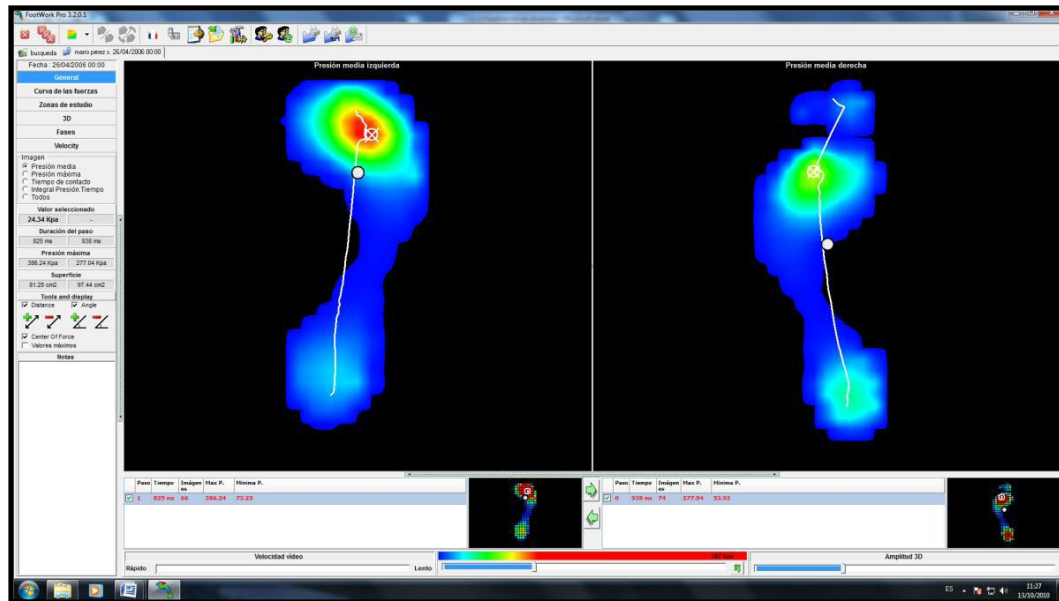 FootWork Pro 3.2.0.1
busqueda
mario perez s. 26/04/2006 00:00
Fecha : 26/04/2006 00:00
General
Curva de las fuerzas
Zonas de estudio
3D
Fases
Velocity
Imagen
Presión media
Presión máxima
Tiempo de contacto
Integral Presión.Tiempo
Todos
Valor seleccionado
24.34 Kpa -
Duración del paso
825 ms 938 ms
Presión máxima
386.24 Kpa 277.04 Kpa
Superficie
81.20 cm2 97.44 cm2
Tools and display
Distance Angle
Center Of Force
Valores máximos
Notas
Presión media izquierda
Presión media derecha
Paso Tiempo Imágenes Max P. Minima P.
1 825 ms 66 386.24 73.22
Paso Tiempo Imágenes Max P. Minima P.
0 938 ms 74 277.04 53.92
Velocidad video
Rápido Lento
Amplitud 3D
ES
11:27
13/10/2010